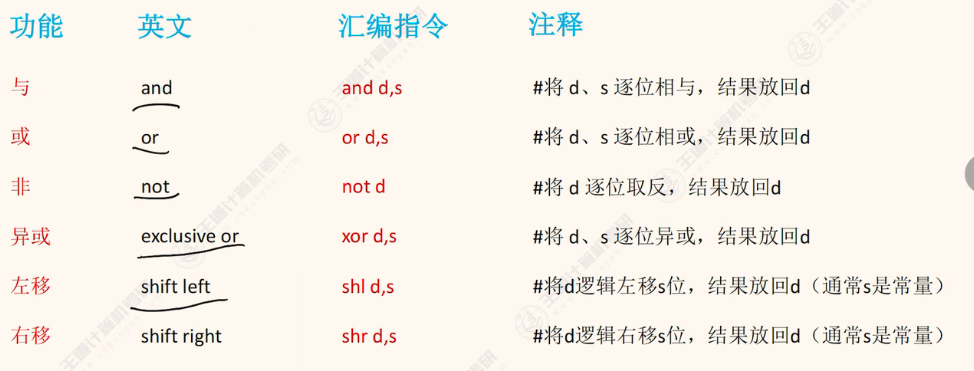 功能 英文 汇编指令 注释
与 and and d,s #将 d、s 逐位相与，结果放回d
或 or or d,s #将 d、s 逐位相或，结果放回d
非 not not d #将 d 逐位取反，结果放回d
异或 exclusive or xor d,s #将 d、s 逐位异或，结果放回d
左移 shift left shl d,s #将d逻辑左移s位，结果放回d（通常s是常量）
右移 shift right shr d,s #将d逻辑右移s位，结果放回d（通常s是常量）